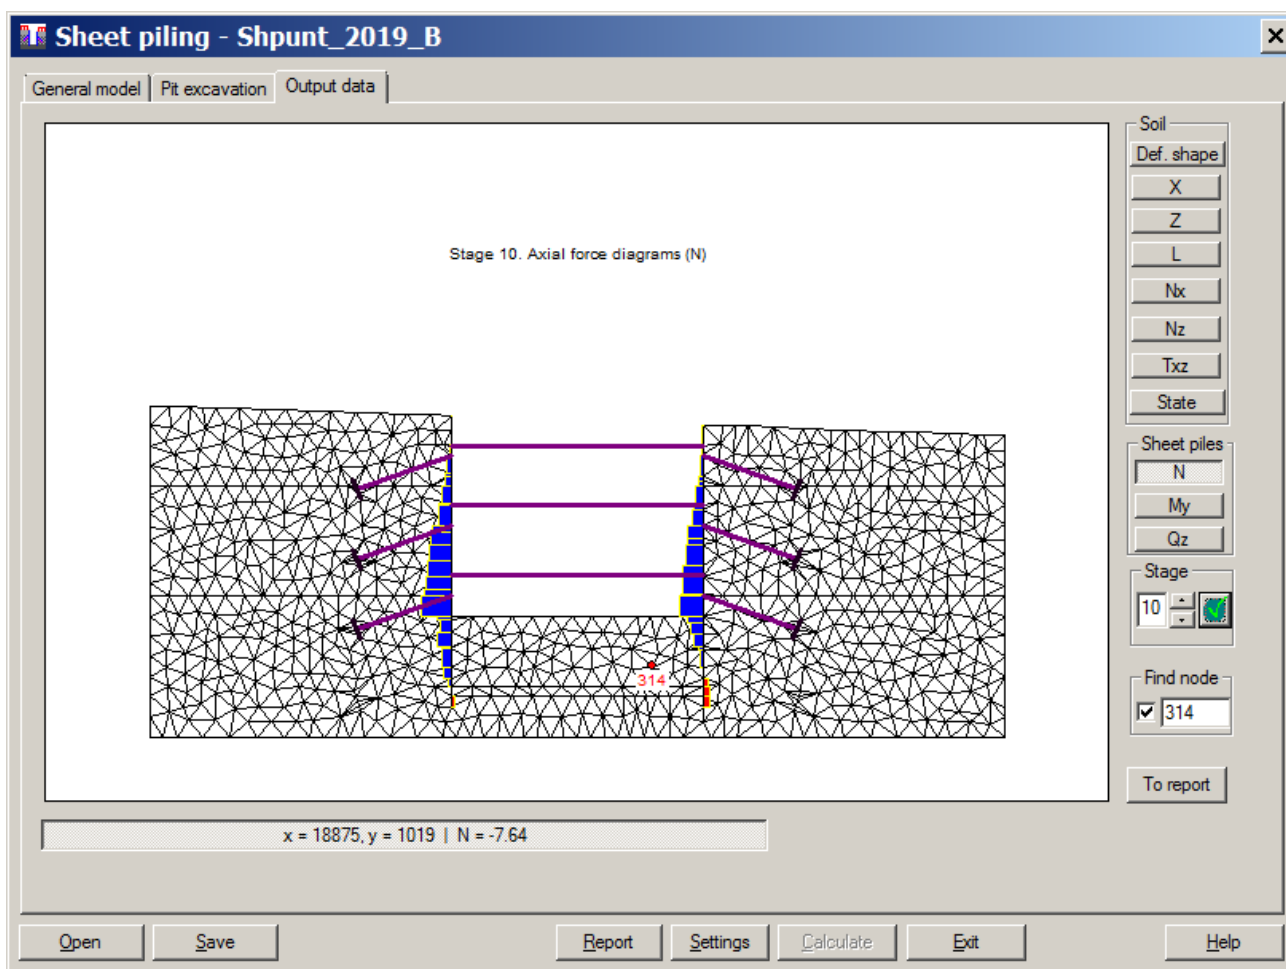 Sheet piling - Shpunt_2019_B
General model
Pit excavation
Output data
Stage 10. Axial force diagrams (N)
314
Soil
Def. shape
X
Z
L
Nx
Nz
Txz
State
Sheet piles
N
My
Qz
Stage
10
Find node
314
To report
x = 18875, y = 1019 | N = -7.64
Open
Save
Report
Settings
Calculate
Exit
Help